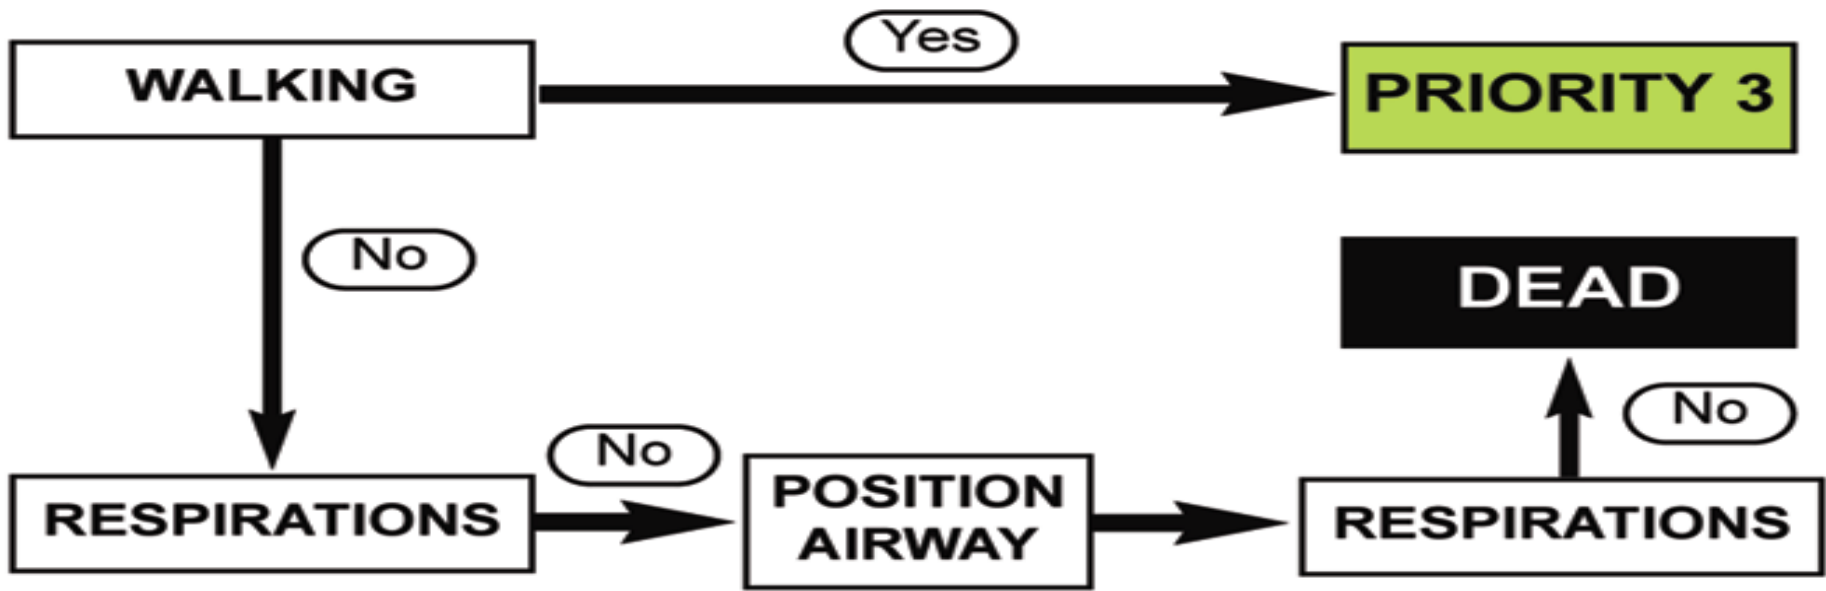 WALKING
Yes
PRIORITY 3
No
DEAD
No
No
RESPIRATIONS
POSITION
AIRWAY
RESPIRATIONS